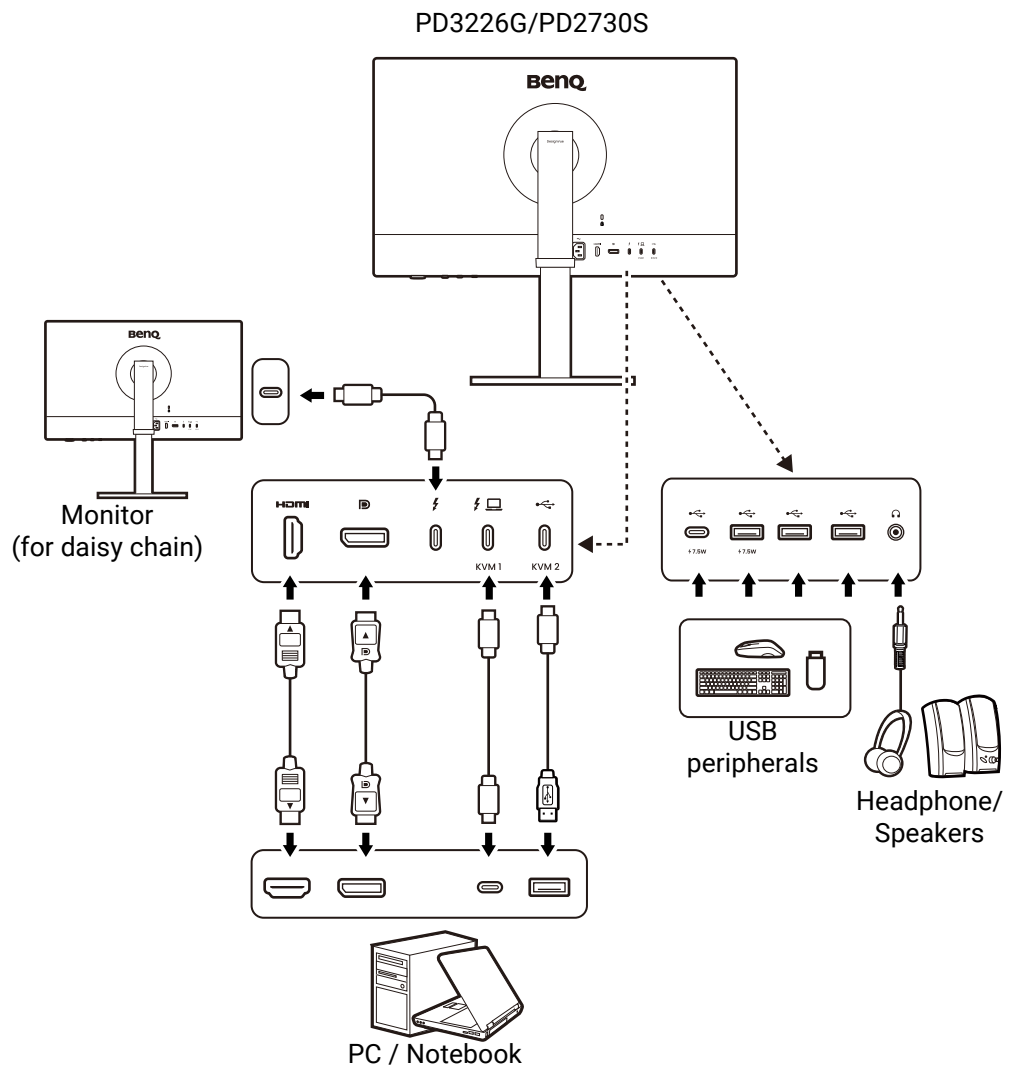 PD3226G/PD2730S
BenQ
BenQ
Monitor
(for daisy chain)
HDMI
KVM 1
KVM 2
7.5W
7.5W
USB
peripherals
Headphone/
Speakers
PC / Notebook